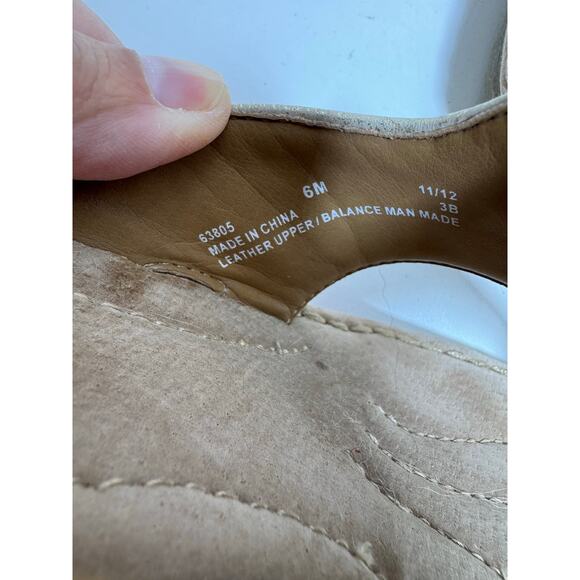 6M 11/12
63805 3B
MADE IN CHINA
LEATHER UPPER / BALANCE MAN MADE